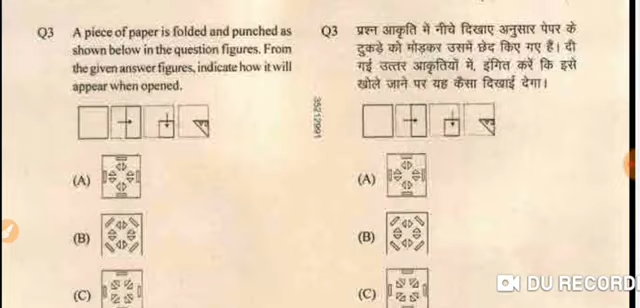 Q3 A piece of paper is folded and punched as
shown below in the question figures. From
the given answer figures, indicate how it will
appear when opened.
(A)
(B)
(C)
35212991
Q3 प्रश्न आकृति में नीचे दिखाए अनुसार पेपर के
टुकड़े को मोड़कर उसमें छेद किए गए हैं। दी
गई उत्तर आकृतियों में, इंगित करें कि इसे
खोले जाने पर यह कैसा दिखाई देगा।
(A)
(B)
(C)
DU RECORD